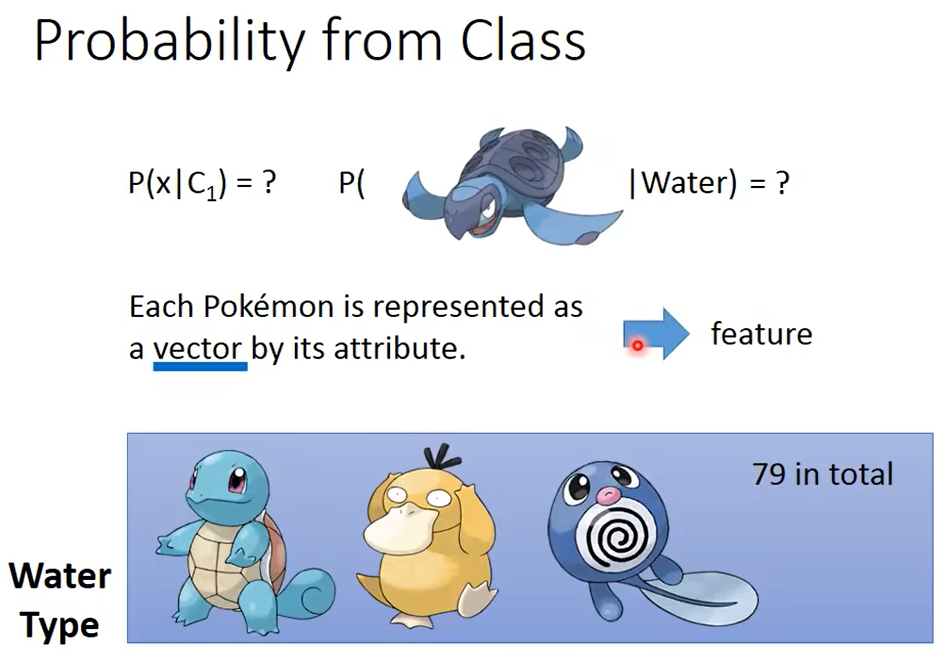 Probability from Class
P(x|C₁) = ? P( |Water) = ?
Each Pokémon is represented as
a vector by its attribute.
feature
79 in total
Water
Type